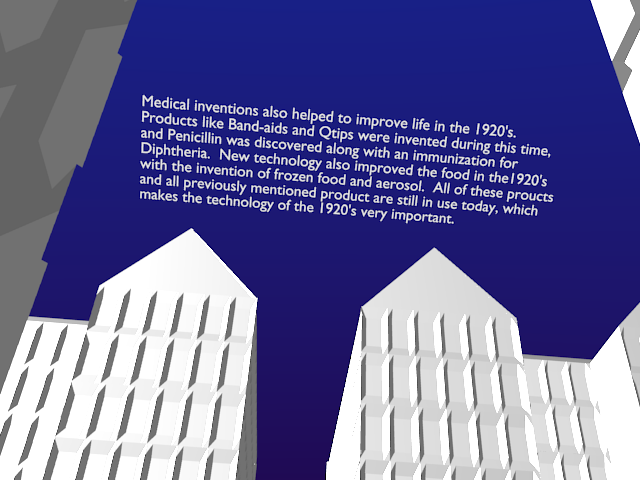 Medical inventions also helped to improve life in the 1920's.
Products like Band-aids and Qtips were invented during this time,
and Penicillin was discovered along with an immunization for
Diphtheria.  New technology also improved the food in the1920's
with the invention of frozen food and aerosol.  All of these proucts
and all previously mentioned product are still in use today, which
makes the technology of the 1920's very important.